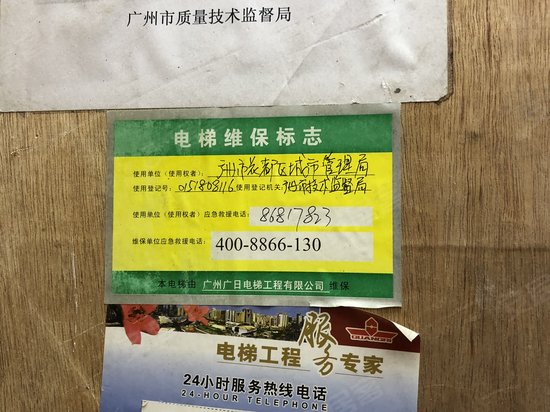 广州市质量技术监督局
电梯维保标志
使用单位（使用权者）：广州市花都区城市管理局
使用登记号：0151808116 使用登记机关：广州市技术监督局
使用单位（使用权者）应急救援电话：86817823
维保单位应急救援电话：400-8866-130
本电梯由 广州广日电梯工程有限公司 维保
GUANGRI
电梯工程服务专家
24小时服务热线电话
24-HOUR TELEPHONE